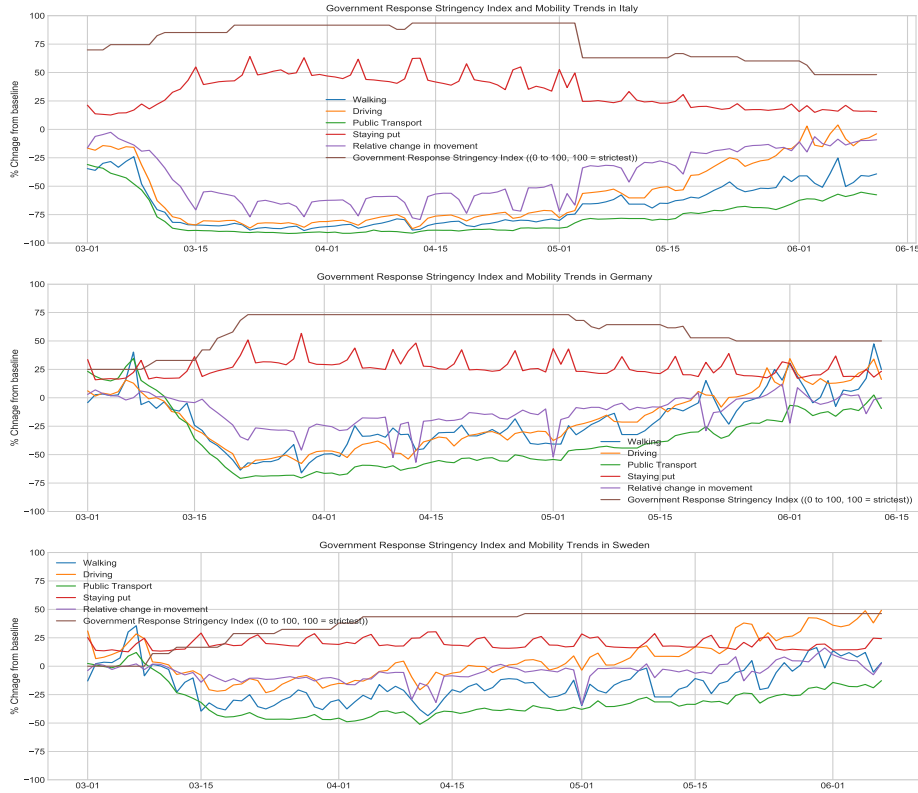 Government Response Stringency Index and Mobility Trends in Italy
% Chnage from baseline
100
75
50
25
0
−25
−50
−75
−100
Walking
Driving
Public Transport
Staying put
Relative change in movement
Government Response Stringency Index ((0 to 100, 100 = strictest))
03-01
03-15
04-01
04-15
05-01
05-15
06-01
06-15
Government Response Stringency Index and Mobility Trends in Germany
% Chnage from baseline
100
75
50
25
0
−25
−50
−75
−100
Walking
Driving
Public Transport
Staying put
Relative change in movement
Government Response Stringency Index ((0 to 100, 100 = strictest))
03-01
03-15
04-01
04-15
05-01
05-15
06-01
06-15
Government Response Stringency Index and Mobility Trends in Sweden
% Chnage from baseline
100
75
50
25
0
−25
−50
−75
−100
Walking
Driving
Public Transport
Staying put
Relative change in movement
Government Response Stringency Index ((0 to 100, 100 = strictest))
03-01
03-15
04-01
04-15
05-01
05-15
06-01